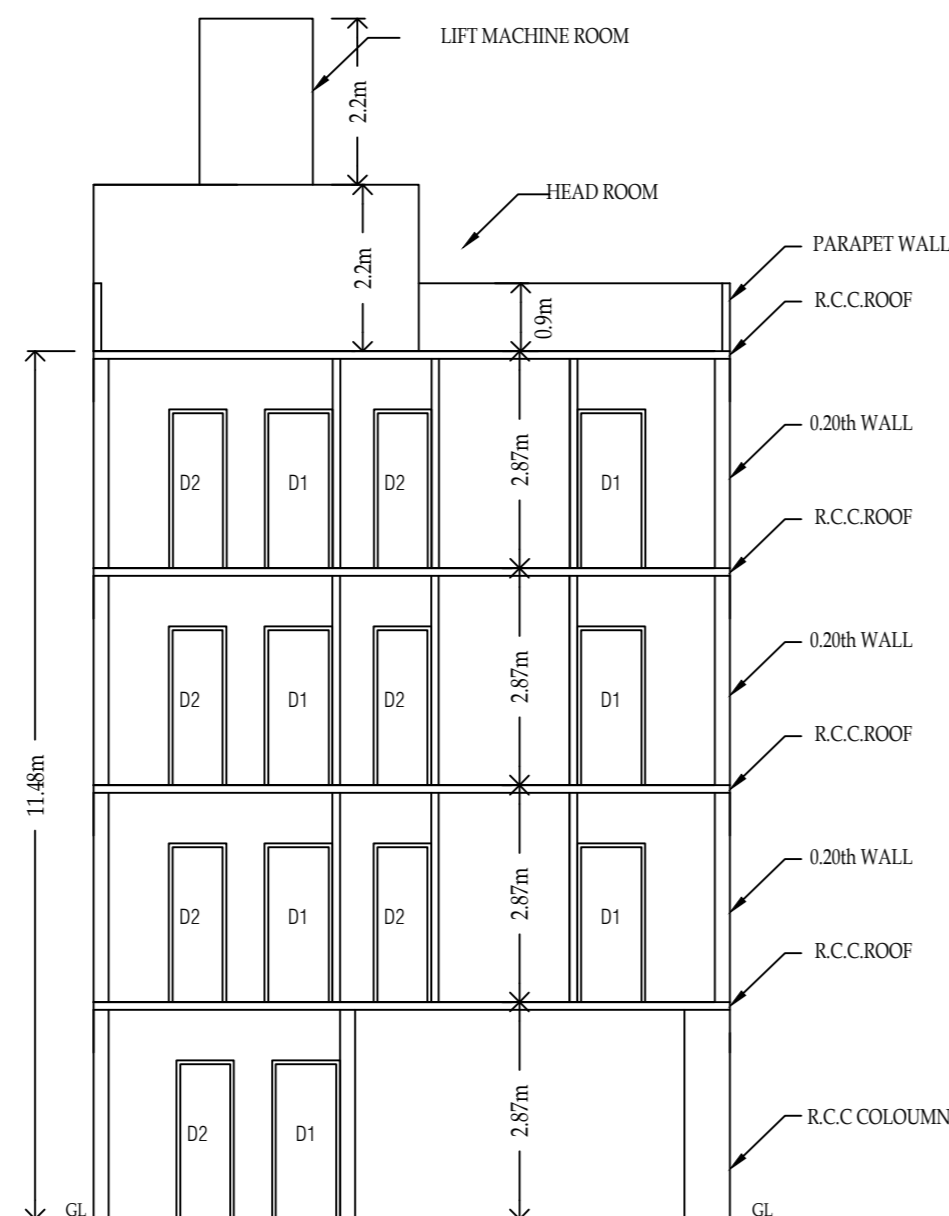 LIFT MACHINE ROOM
2.2m
HEAD ROOM
2.2m
PARAPET WALL
0.9m
R.C.C.ROOF
2.87m
0.20th WALL
D2 D1 D2 D1
R.C.C.ROOF
2.87m
0.20th WALL
D2 D1 D2 D1
R.C.C.ROOF
11.48m
2.87m
0.20th WALL
D2 D1 D2 D1
R.C.C.ROOF
2.87m
R.C.C COLOUMN
D2 D1
GL GL